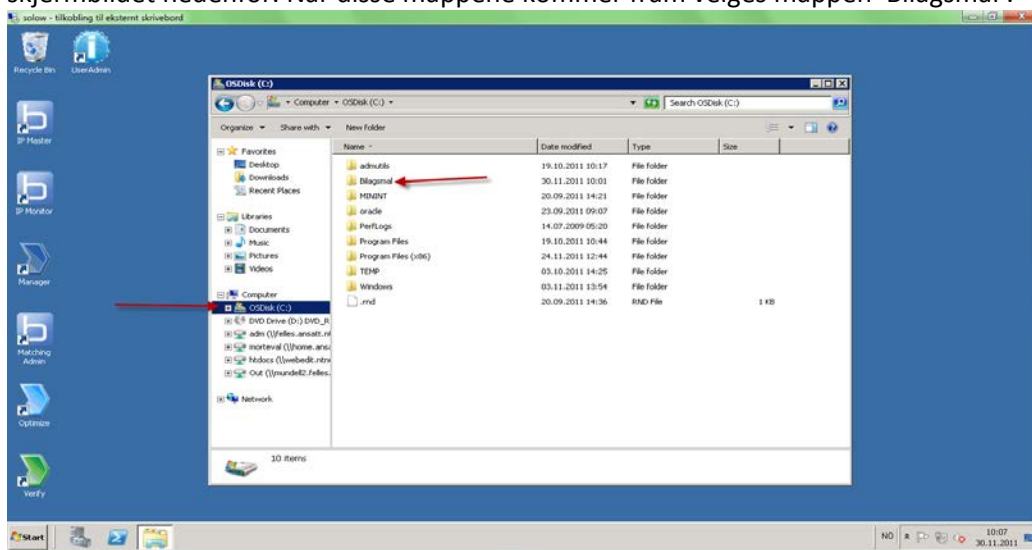 skjermbildet nedenfor. Når disse mappene kommer fram velges mappen "Bilagsmal".
solow - tilkobling til eksternt skrivebord
Recycle Bin
UserAdmin
IP Master
IP Monitor
Manager
Matching Admin
Optimize
Verify
OSDisk (C:)
Computer
OSDisk (C:)
Search OSDisk (C:)
Organize
Share with
New folder
Favorites
Desktop
Downloads
Recent Places
Libraries
Documents
Music
Pictures
Videos
Computer
OSDisk (C:)
DVD Drive (D:) DVD_R
adm (\\felles.ansatt.nt
morteval (\\home.ansa
htdocs (\\webedit.ntnu
Out (\\mundell2.felles.
Network
Name Date modified Type Size
admutils 19.10.2011 10:17 File folder
Bilagsmal 30.11.2011 10:01 File folder
MININT 20.09.2011 14:21 File folder
oracle 23.09.2011 09:07 File folder
PerfLogs 14.07.2009 05:20 File folder
Program Files 19.10.2011 10:44 File folder
Program Files (x86) 24.11.2011 12:44 File folder
TEMP 03.10.2011 14:25 File folder
Windows 03.11.2011 13:54 File folder
.rnd 20.09.2011 14:36 RND File 1 KB
10 items
Start
NO
10:07
30.11.2011